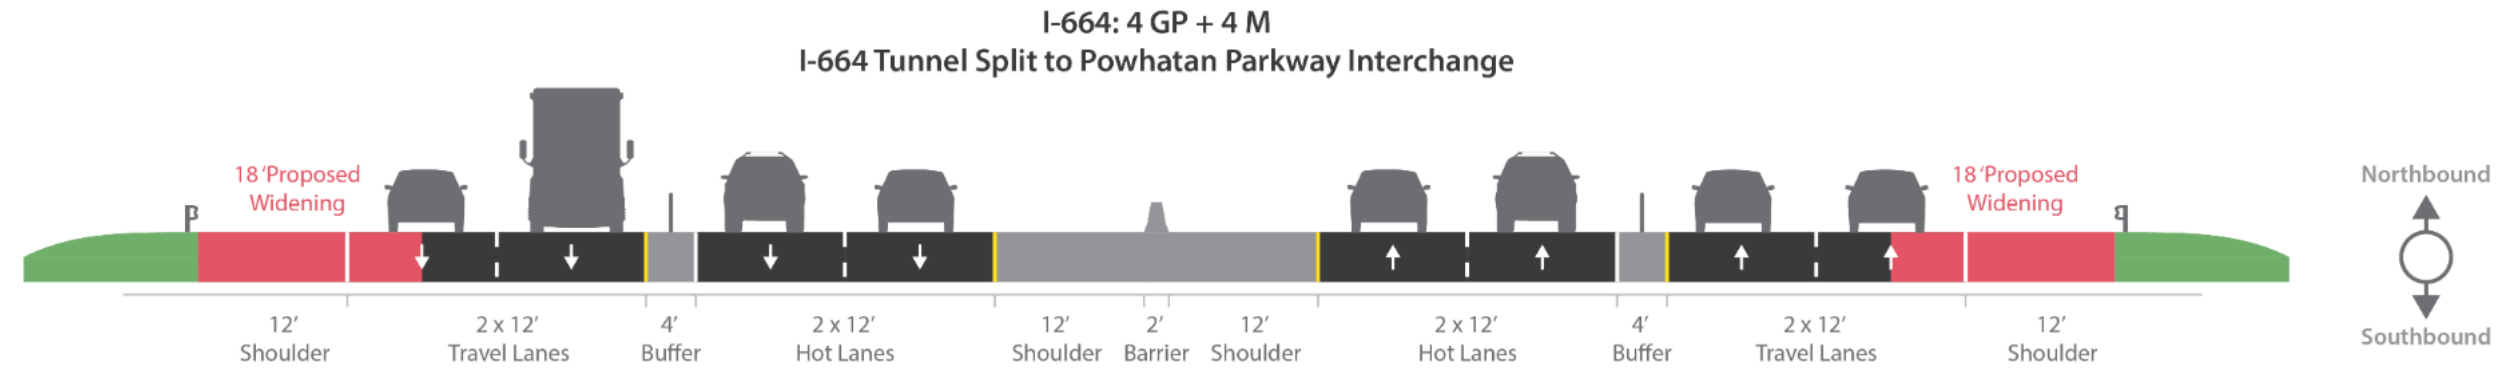 I-664: 4 GP + 4 M
I-664 Tunnel Split to Powhatan Parkway Interchange
18 'Proposed
Widening
18 'Proposed
Widening
Northbound
Southbound
12' 2 x 12' 4' 2 x 12' 12' 2' 12' 2 x 12' 4' 2 x 12' 12'
Shoulder Travel Lanes Buffer Hot Lanes Shoulder Barrier Shoulder Hot Lanes Buffer Travel Lanes Shoulder